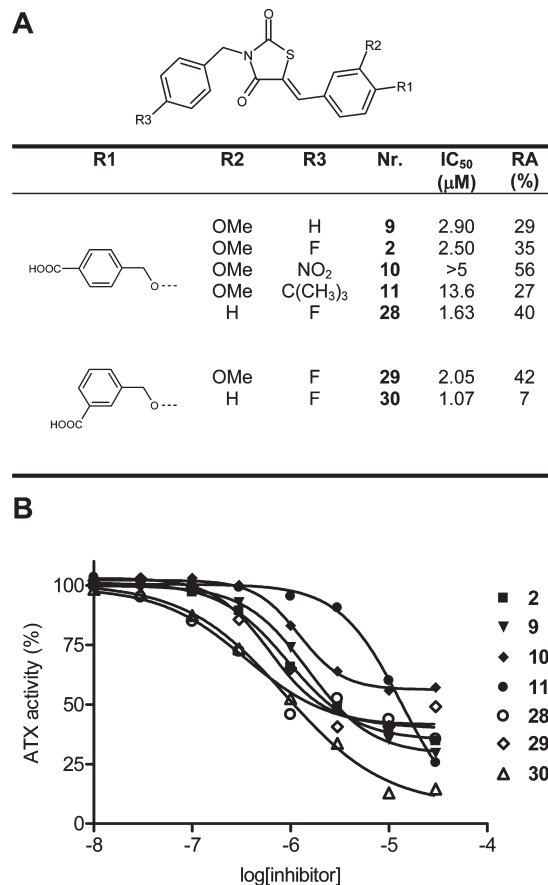 A
O
N
S
O
R2
R1
R3
R1 R2 R3 Nr. IC50 (μM) RA (%)
OMe H 9 2.90 29
OMe F 2 2.50 35
HOOC O OMe NO2 10 >5 56
OMe C(CH3)3 11 13.6 27
H F 28 1.63 40
OMe F 29 2.05 42
HOOC O H F 30 1.07 7
B
ATX activity (%)
100
75
50
25
0
-8 -7 -6 -5 -4
log[inhibitor]
2
9
10
11
28
29
30